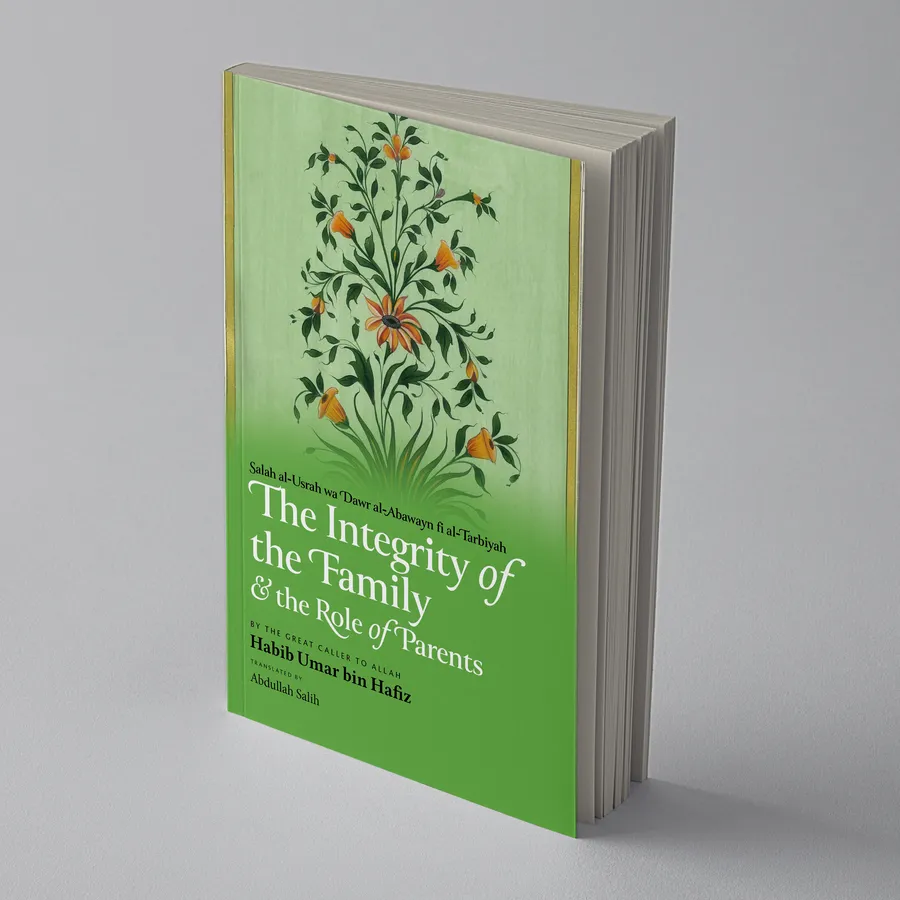 Salah al-Usrah wa Dawr al-Abawayn fi al-Tarbiyah
The Integrity of
the Family
& the Role of Parents
BY THE GREAT CALLER TO ALLAH
Habib Umar bin Hafiz
TRANSLATED BY
Abdullah Salih